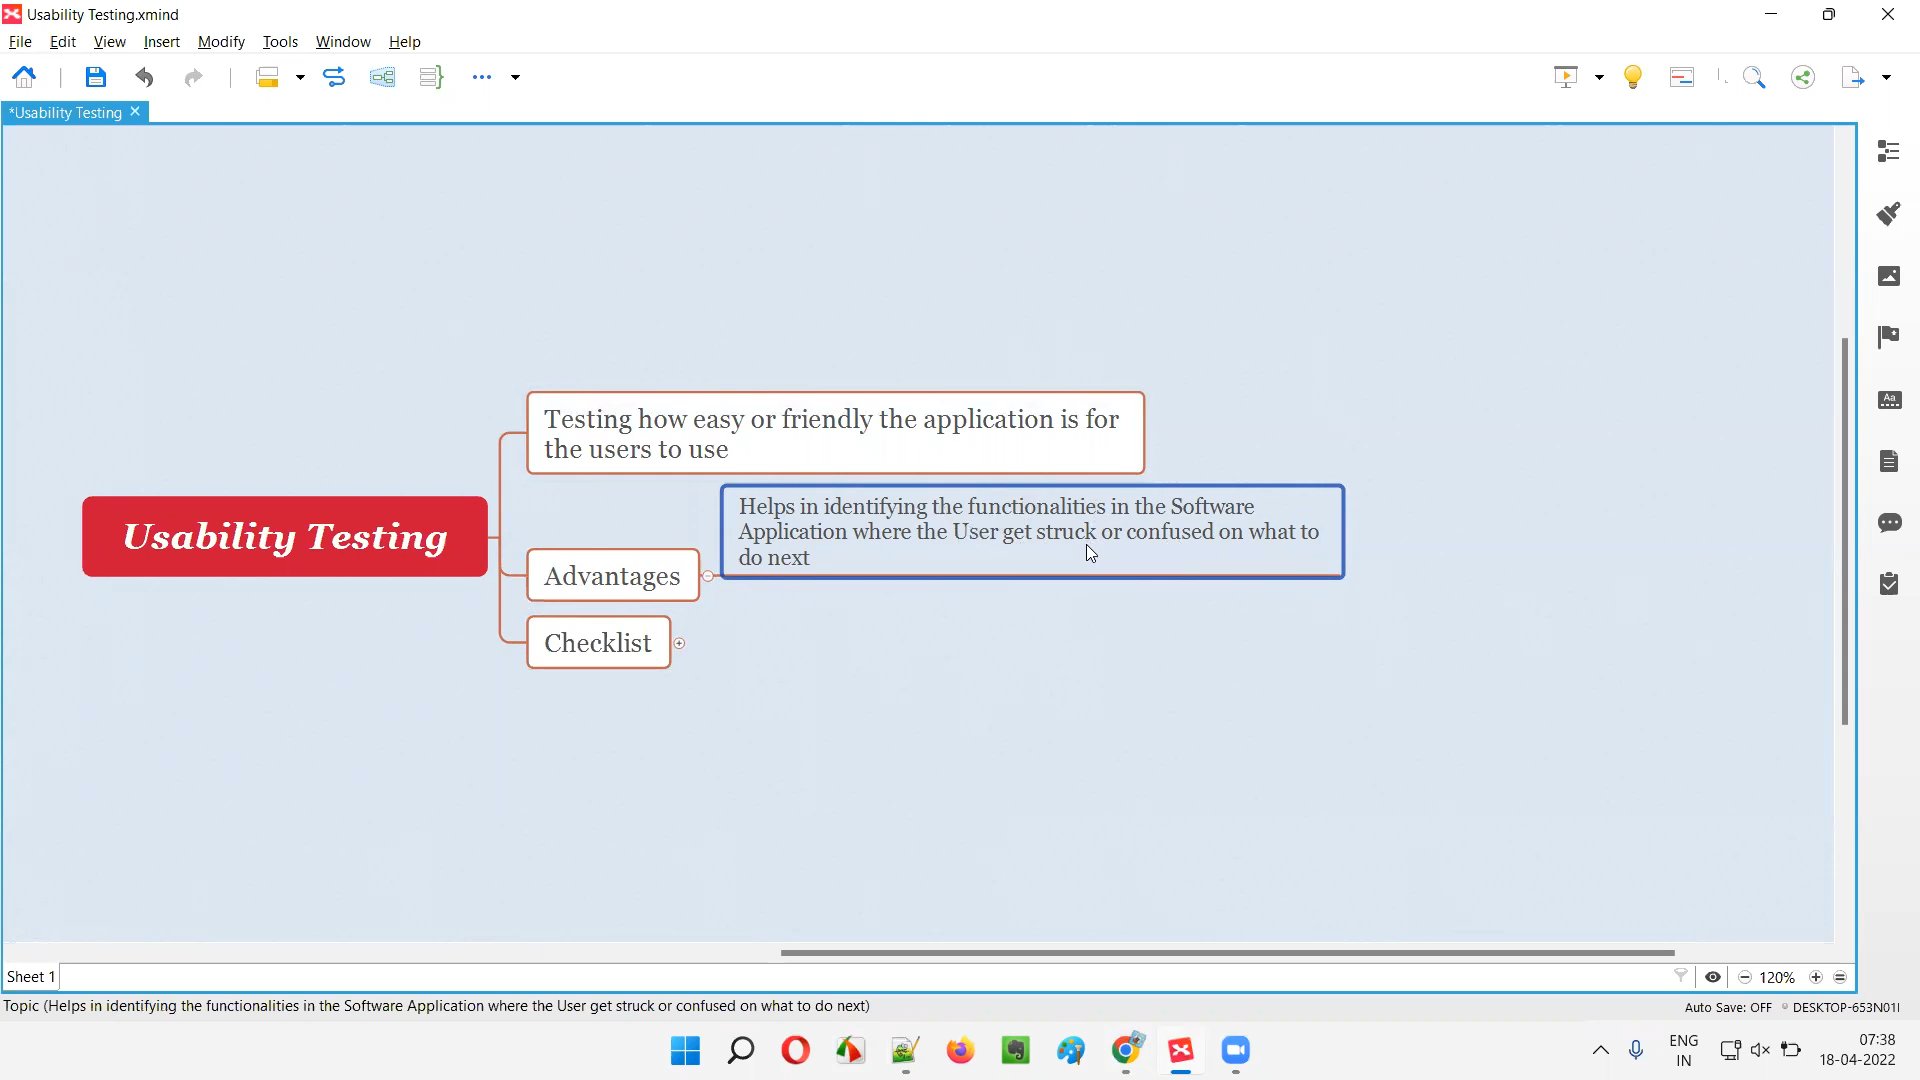 Usability Testing.xmind
File Edit View Insert Modify Tools Window Help
*Usability Testing
Testing how easy or friendly the application is for
the users to use
Helps in identifying the functionalities in the Software
Application where the User get struck or confused on what to
do next
Usability Testing
Advantages
Checklist
Aa
Sheet 1
120%
Topic (Helps in identifying the functionalities in the Software Application where the User get struck or confused on what to do next)
Auto Save: OFF
DESKTOP-653N01I
ENG
IN
07:38
18-04-2022